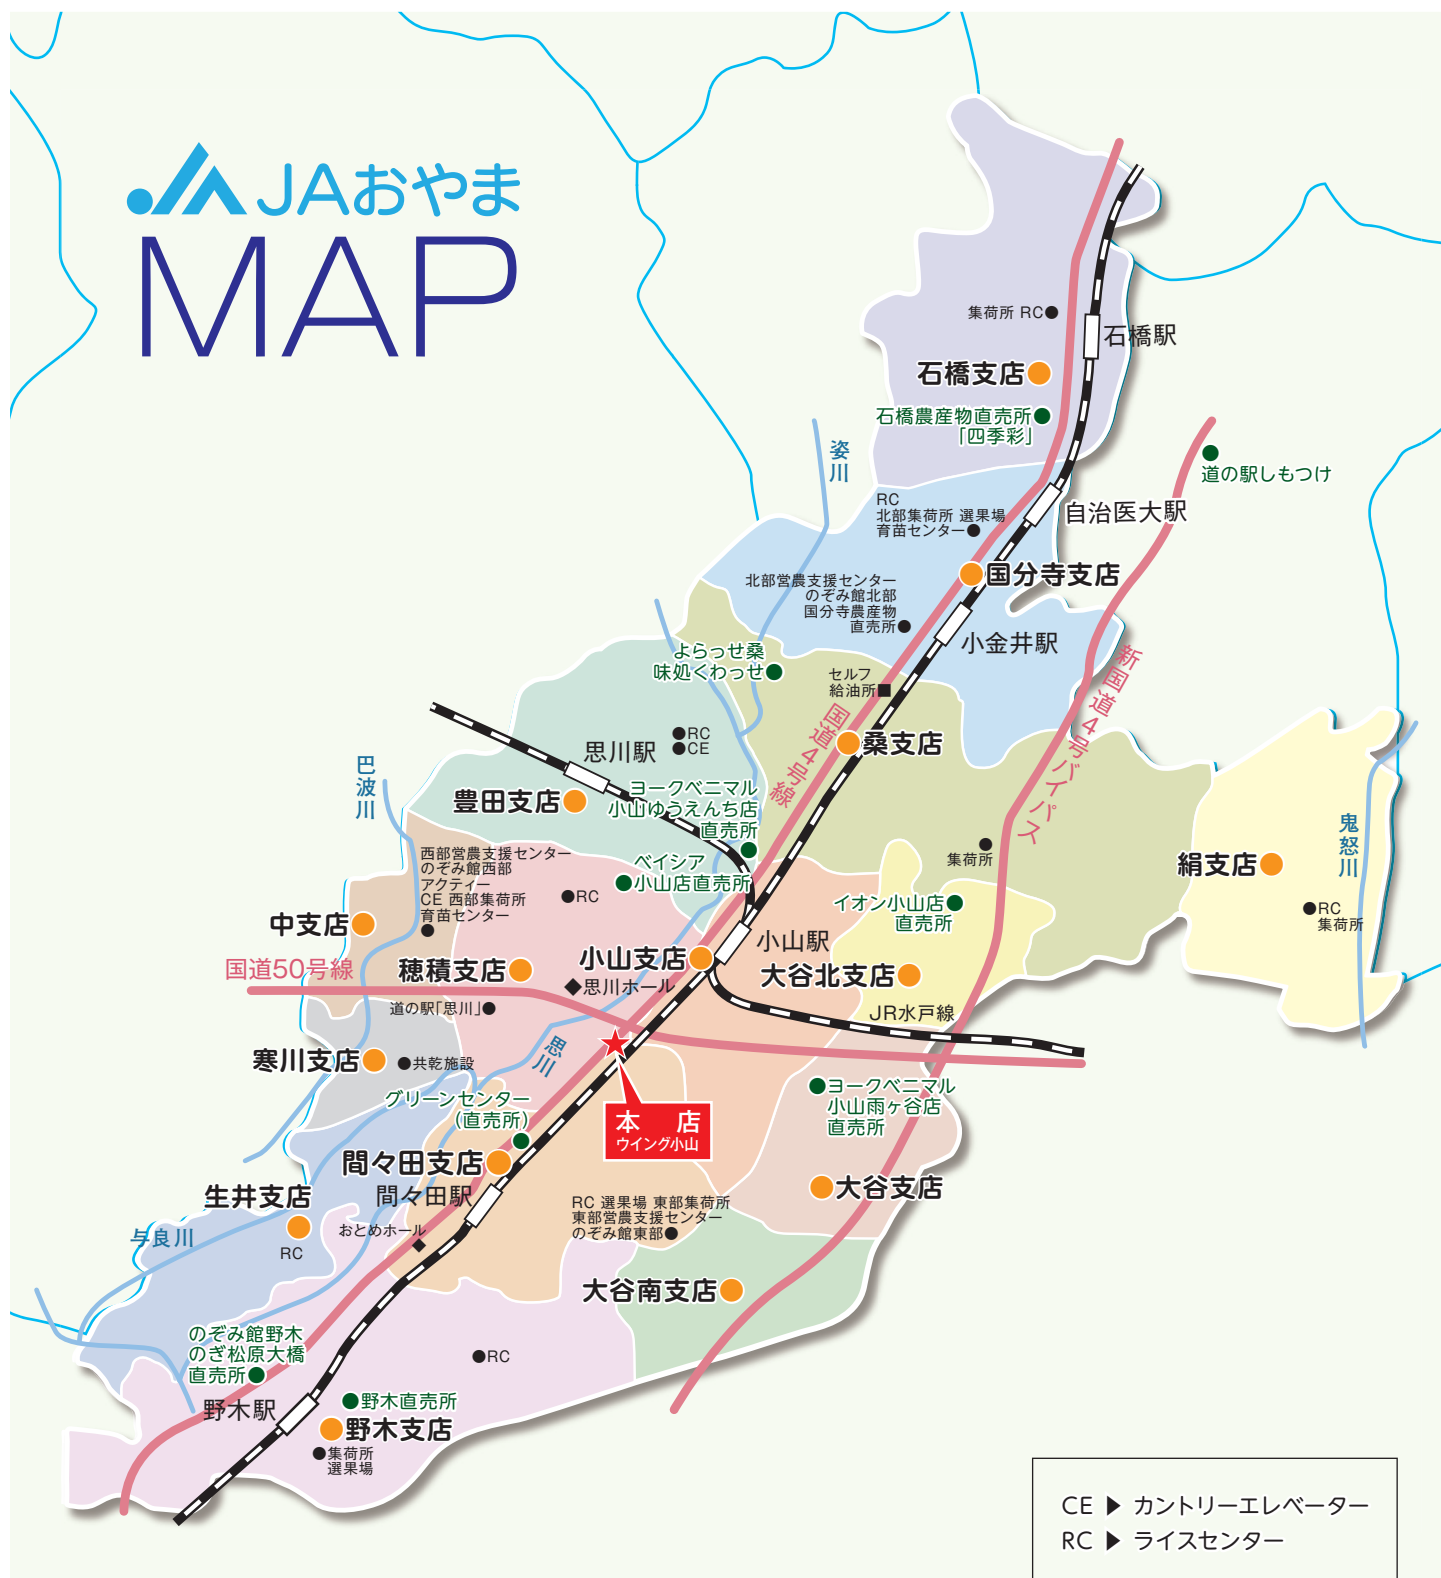 JAおやま
MAP
集荷所 RC
石橋駅
石橋支店
石橋農産物直売所
「四季彩」
姿川
道の駅しもつけ
RC
北部集荷所 選果場
育苗センター
自治医大駅
国分寺支店
北部営農支援センター
のぞみ館北部
国分寺農産物
直売所
小金井駅
よらっせ桑
味処くわっせ
セルフ
給油所
新国道4号バイパス
国道4号線
桑支店
RC
CE
思川駅
巴波川
ヨークベニマル
小山ゆうえんち店
直売所
豊田支店
鬼怒川
西部営農支援センター
のぞみ館西部
アクティー
CE 西部集荷所
育苗センター
ベイシア
小山店直売所
集荷所
絹支店
RC
イオン小山店
直売所
RC
集荷所
中支店
小山駅
小山支店
国道50号線
穂積支店
大谷北支店
思川ホール
道の駅「思川」
JR水戸線
寒川支店
共乾施設
思川
グリーンセンター
(直売所)
ヨークベニマル
小山雨ヶ谷店
直売所
本 店
ウイング小山
間々田支店
間々田駅
大谷支店
生井支店
RC 選果場 東部集荷所
東部営農支援センター
のぞみ館東部
与良川
おとめホール
RC
大谷南支店
のぞみ館野木
のぎ松原大橋
直売所
RC
野木駅
野木直売所
野木支店
集荷所
選果場
CE ▶ カントリーエレベーター
RC ▶ ライスセンター